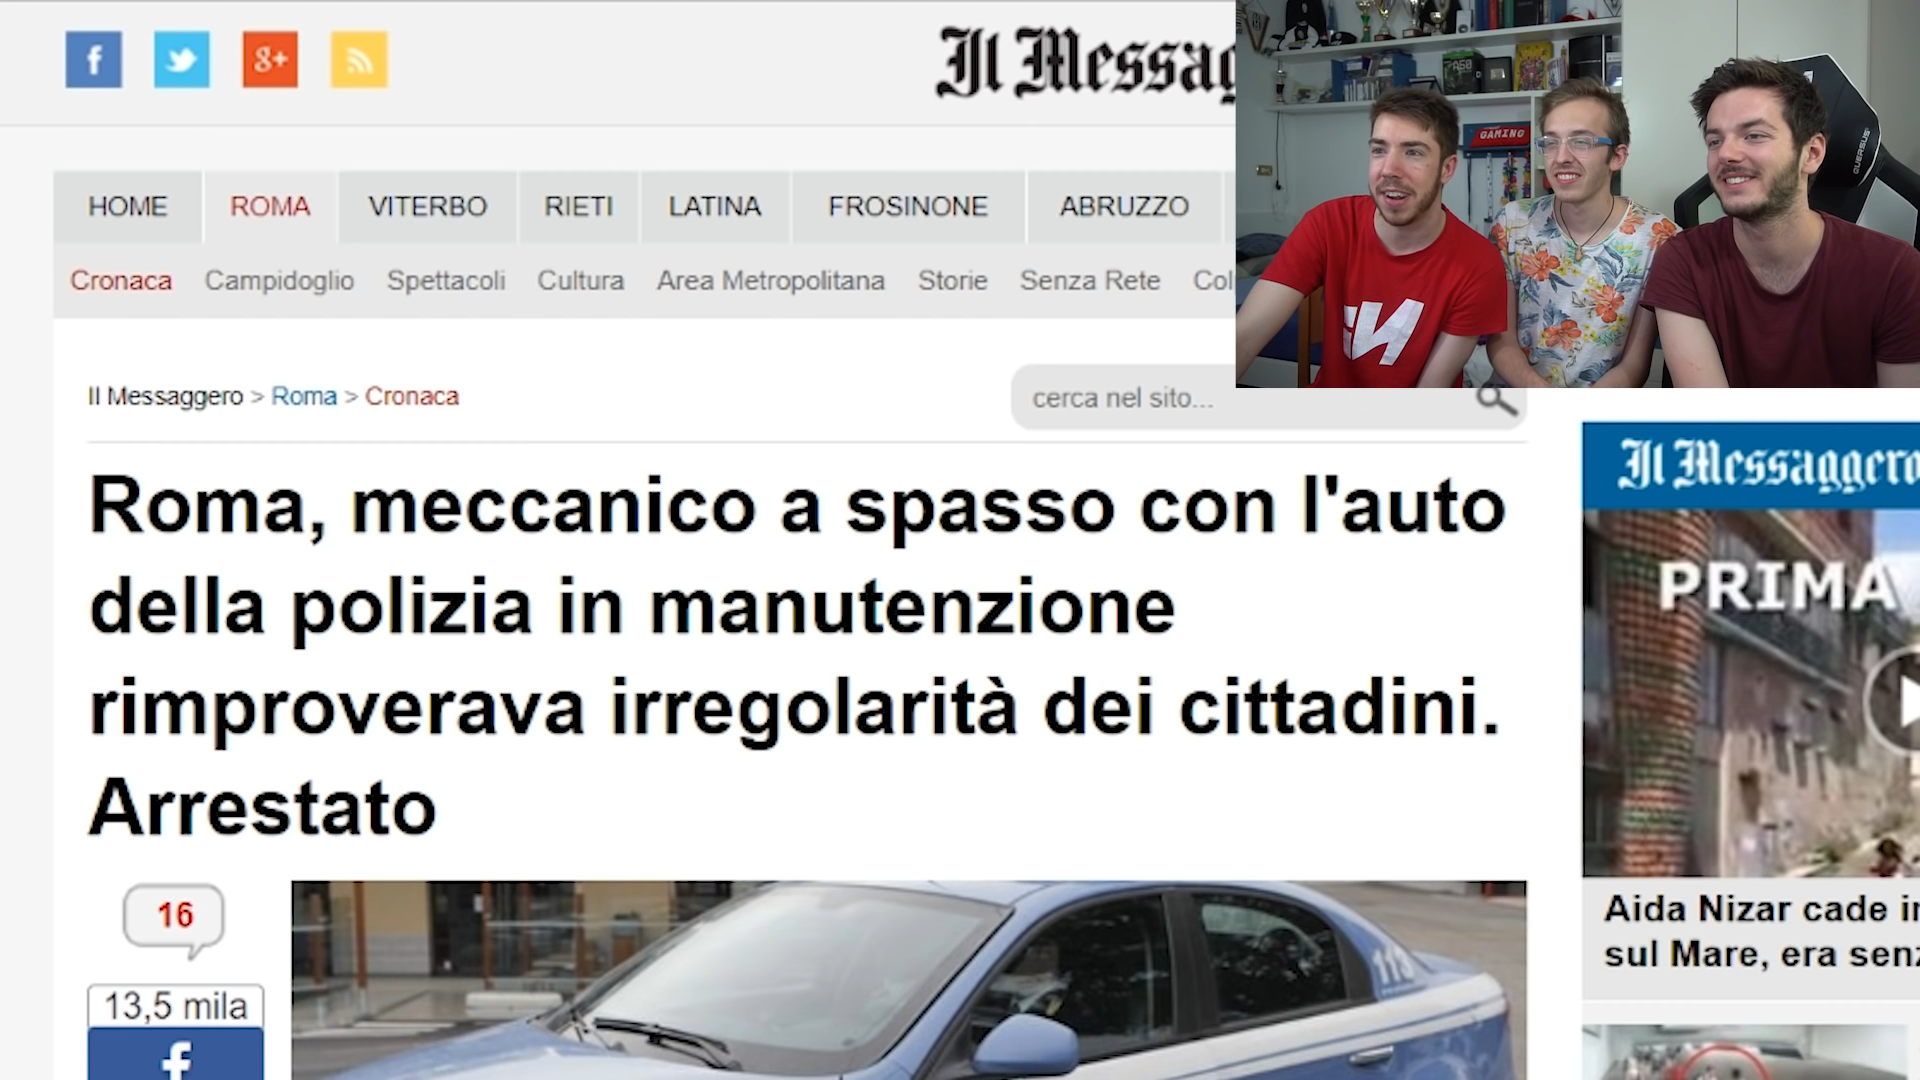 f
g+
Il Messag
GAMING
QUERSUS
HOME ROMA VITERBO RIETI LATINA FROSINONE ABRUZZO
Cronaca Campidoglio Spettacoli Cultura Area Metropolitana Storie Senza Rete Col
Il Messaggero > Roma > Cronaca
cerca nel sito...
Roma, meccanico a spasso con l'auto
della polizia in manutenzione
rimproverava irregolarità dei cittadini.
Arrestato
16
13,5 mila
f
113
Il Messaggero
PRIMA
Aida Nizar cade in
sul Mare, era senz